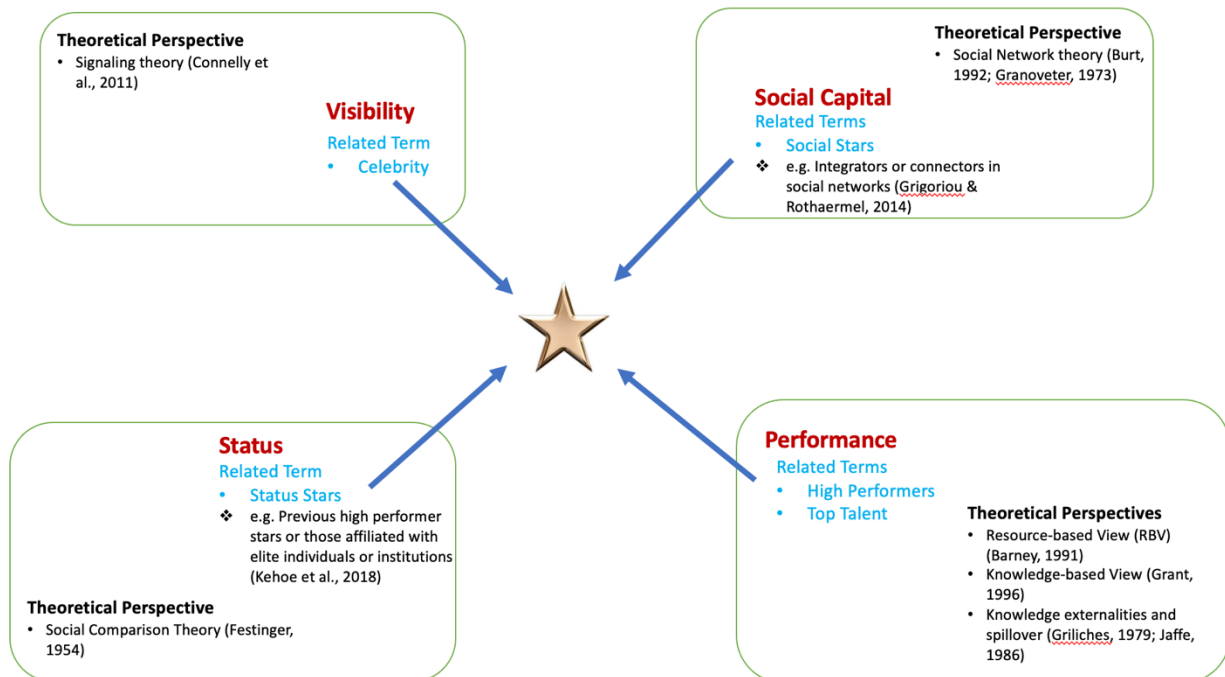 Theoretical Perspective
• Signaling theory (Connelly et
al., 2011)
Visibility
Related Term
• Celebrity
Theoretical Perspective
• Social Network theory (Burt,
1992; Granoveter, 1973)
Social Capital
Related Terms
• Social Stars
❖ e.g. Integrators or connectors in
social networks (Grigoriou &
Rothaermel, 2014)
Status
Related Term
• Status Stars
❖ e.g. Previous high performer
stars or those affiliated with
elite individuals or institutions
(Kehoe et al., 2018)
Theoretical Perspective
• Social Comparison Theory (Festinger,
1954)
Performance
Related Terms
• High Performers
• Top Talent
Theoretical Perspectives
• Resource-based View (RBV)
(Barney, 1991)
• Knowledge-based View (Grant,
1996)
• Knowledge externalities and
spillover (Griliches, 1979; Jaffe,
1986)